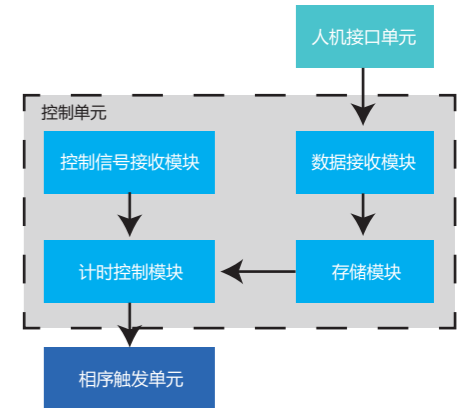 人机接口单元
控制单元
控制信号接收模块
数据接收模块
计时控制模块
存储模块
相序触发单元